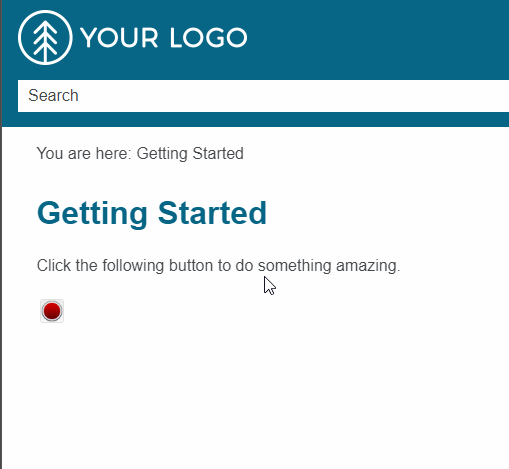 YOUR LOGO
Search
You are here: Getting Started
Getting Started
Click the following button to do something amazing.